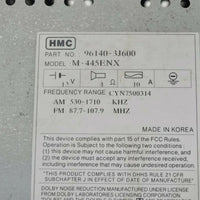 HMC
PART NO. 96140-3J600
MODEL M-445ENX
4 10 A
FREQUENCY RANGE CYN7500314
AM 530-1710 KHZ
FM 87.7-107.9 MHZ
MADE IN KOREA
This device complies with part 15 of the
FCC Rules.
Operation is Subject to the following two
Conditions: (1) This device may not cause
harmful interference, and (2) this device must
accept any interference received, including
interference that may cause undesired
operation.
THIS PRODUCT COMPLIES WITH DHHS RULES 21 CFR
SUBCHAPTER J IN EFFECT AT DATE OF MANUFACTURE
DOLBY NOISE REDUCTION MANUFACTURED UNDER LICENSE
FROM DOLBY LABORATORIES LICENSING CORPORATION.